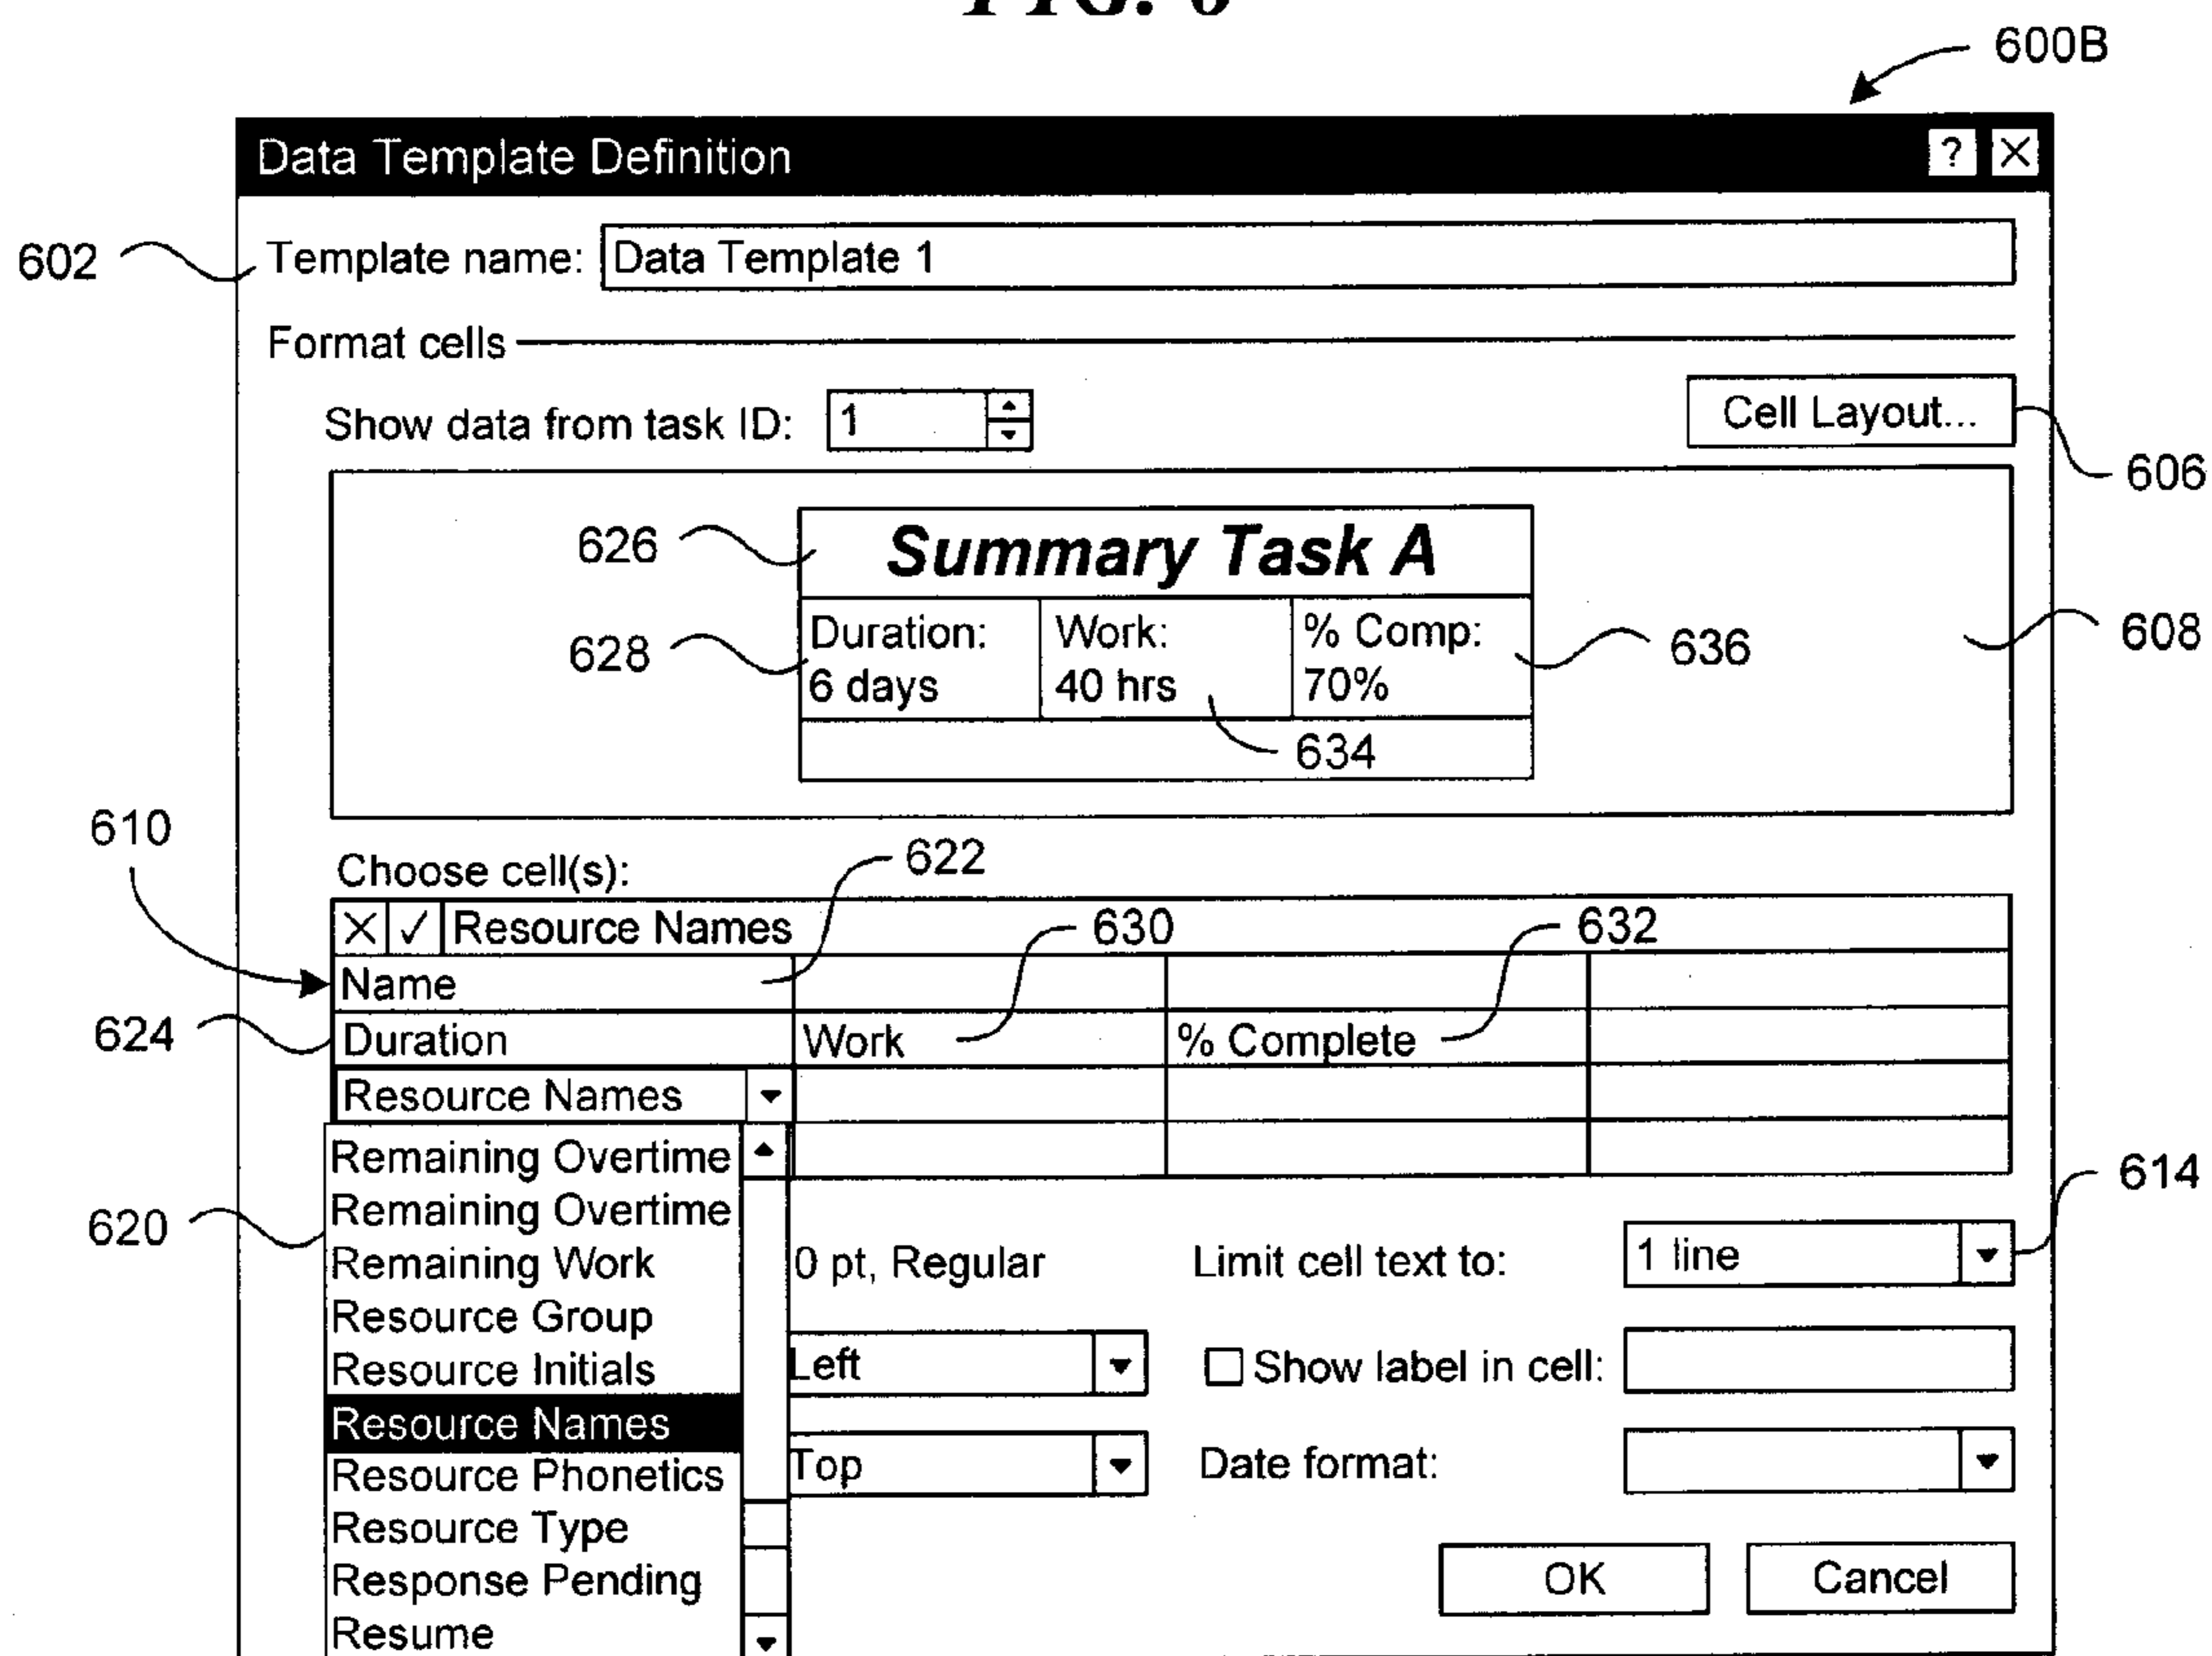 FIG. 6
600B
Data Template Definition ? X
602 Template name: Data Template 1
Format cells
Show data from task ID: 1 Cell Layout...
606
626 Summary Task A
Duration: Work: % Comp:
628 636 608
6 days 40 hrs 70%
634
610
Choose cell(s): 622
X ✓ Resource Names 630 632
Name
624 Duration Work % Complete
Resource Names
Remaining Overtime
614
Remaining Overtime
620
Remaining Work 0 pt, Regular Limit cell text to: 1 line
Resource Group
Resource Initials Left Show label in cell:
Resource Names
Resource Phonetics Top Date format:
Resource Type
Response Pending OK Cancel
Resume